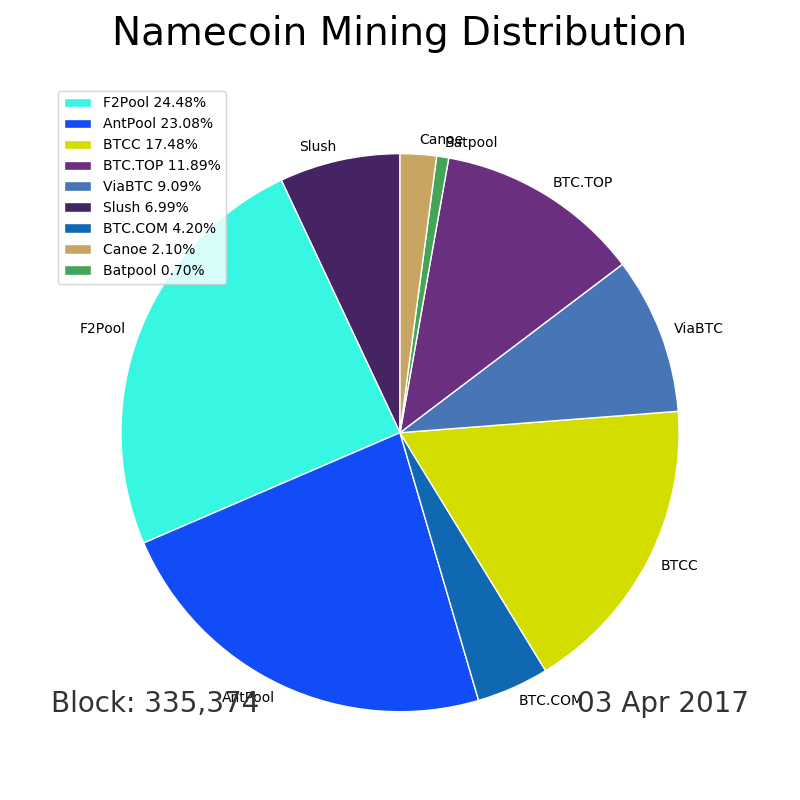 Namecoin Mining Distribution
F2Pool 24.48%
AntPool 23.08%
BTCC 17.48%
BTC.TOP 11.89%
ViaBTC 9.09%
Slush 6.99%
BTC.COM 4.20%
Canoe 2.10%
Batpool 0.70%
Slush
Canoe
Batpool
BTC.TOP
F2Pool
ViaBTC
BTCC
AntPool
BTC.COM
Block: 335,374
03 Apr 2017